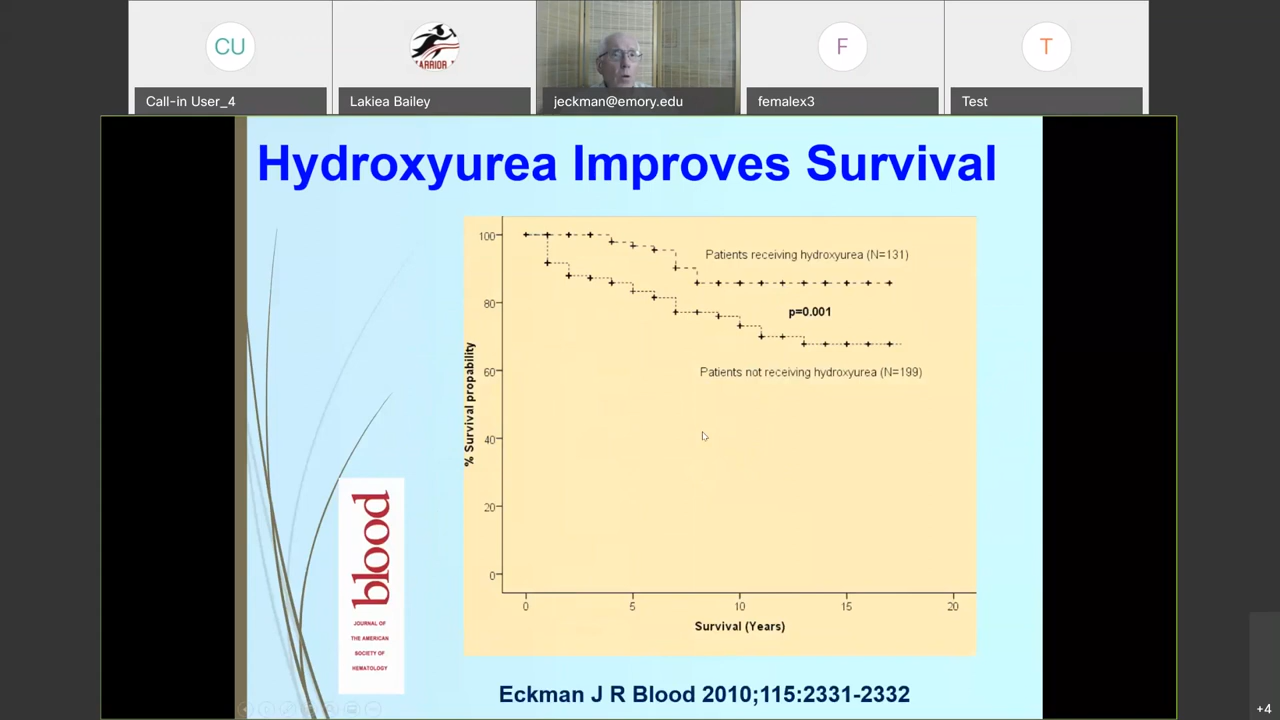 CU
F
T
ARRIOR
Call-in User_4
Lakiea Bailey
jeckman@emory.edu
femalex3
Test
Hydroxyurea Improves Survival
100
80
60
40
20
0
% Survival propability
Patients receiving hydroxyurea (N=131)
p=0.001
Patients not receiving hydroxyurea (N=199)
0
5
10
15
20
Survival (Years)
blood
JOURNAL OF
THE AMERICAN
SOCIETY OF
HEMATOLOGY
Eckman J R Blood 2010;115:2331-2332
+4